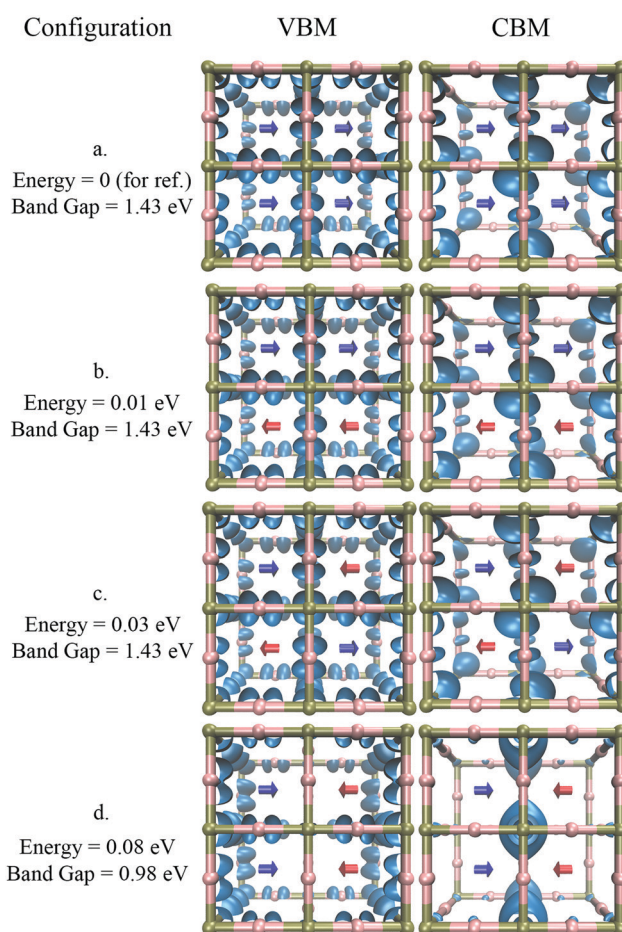 Configuration VBM CBM
a.
Energy = 0 (for ref.)
Band Gap = 1.43 eV
b.
Energy = 0.01 eV
Band Gap = 1.43 eV
c.
Energy = 0.03 eV
Band Gap = 1.43 eV
d.
Energy = 0.08 eV
Band Gap = 0.98 eV